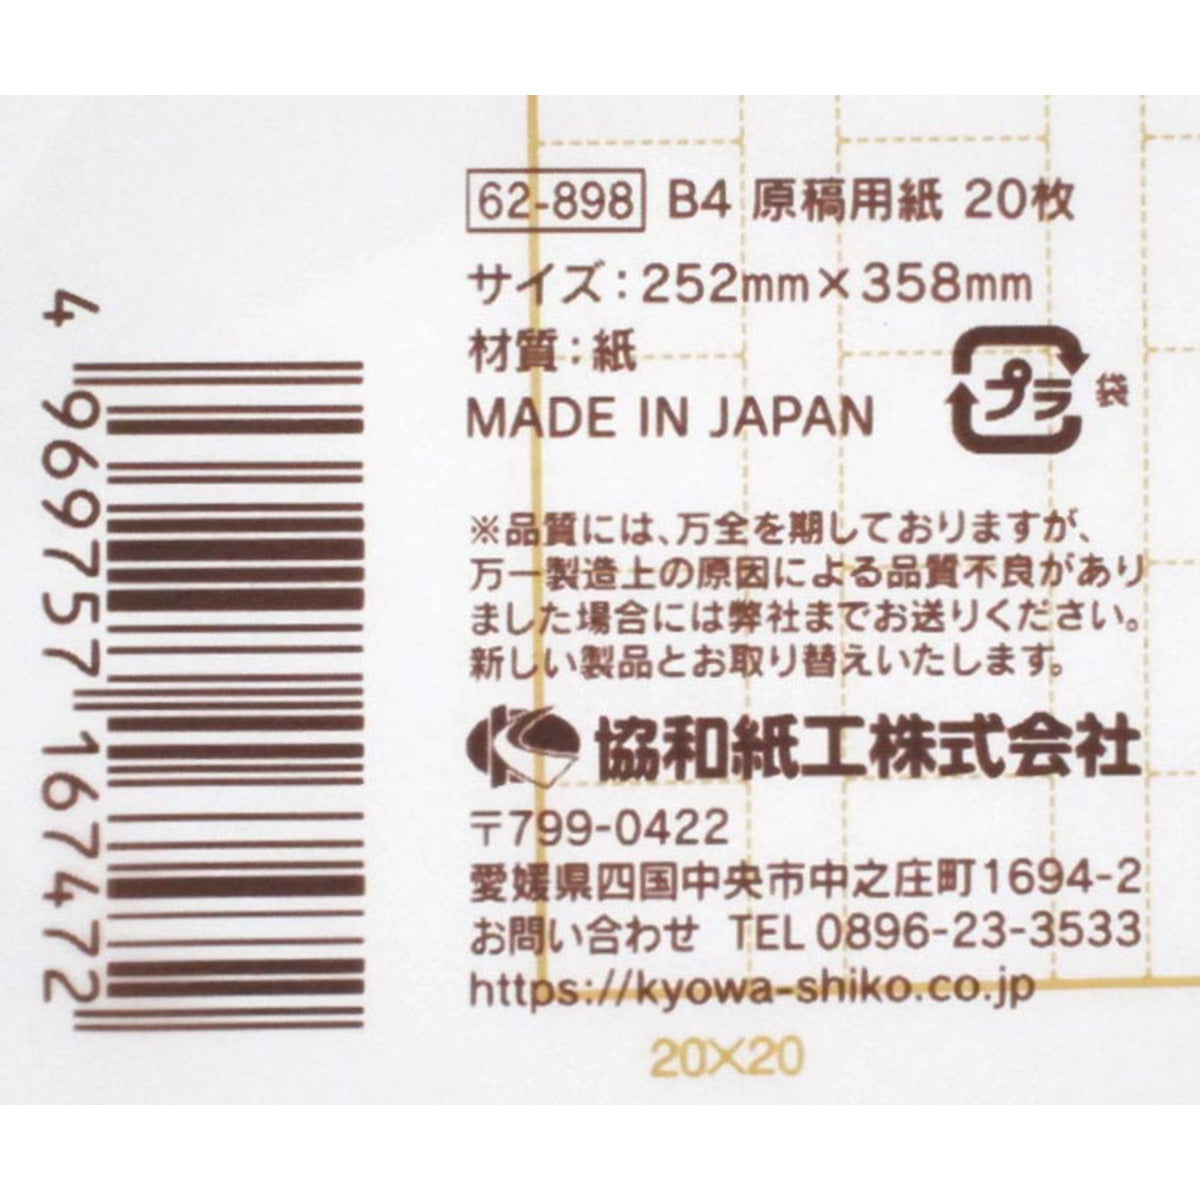 62-898 B4 原稿用紙 20枚
サイズ：252mm×358mm
材質：紙
MADE IN JAPAN
プラ 袋
※品質には、万全を期しておりますが、
万一製造上の原因による品質不良があり
ました場合には弊社までお送りください。
新しい製品とお取り替えいたします。
協和紙工株式会社
〒799-0422
愛媛県四国中央市中之庄町1694-2
お問い合わせ TEL 0896-23-3533
https://kyowa-shiko.co.jp
20×20
4 969757 167472